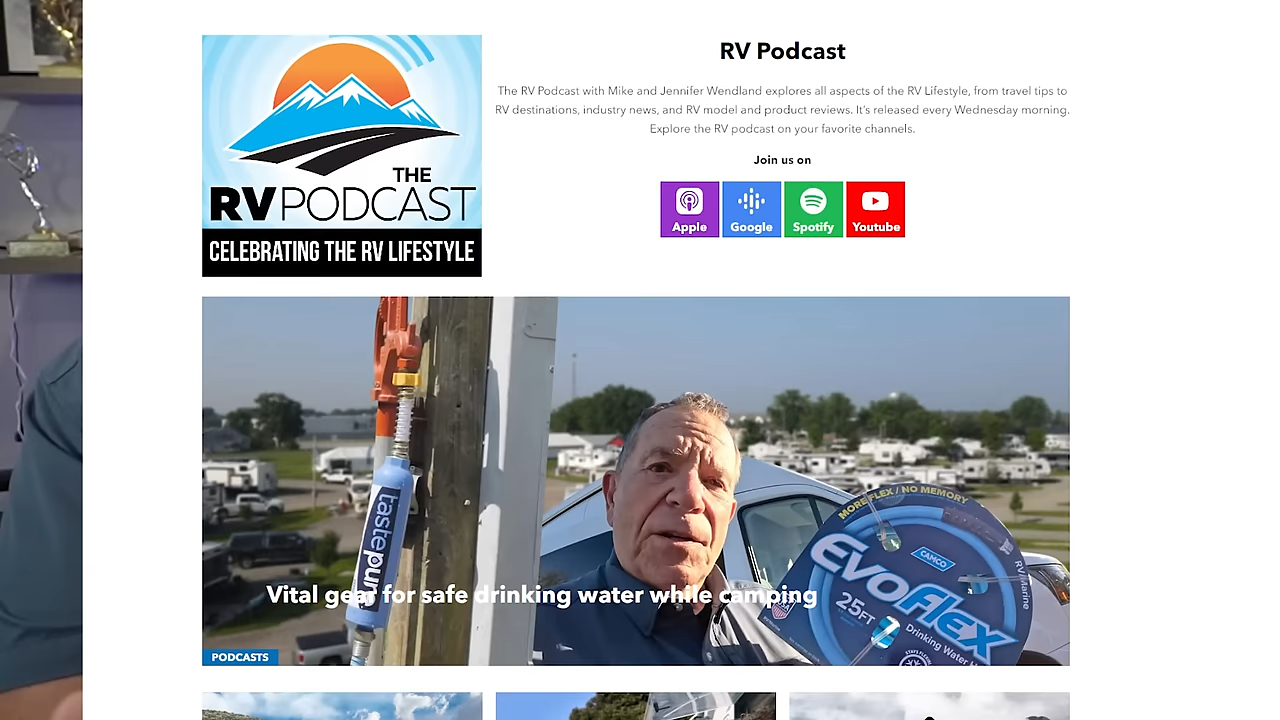 THE
RVPODCAST
CELEBRATING THE RV LIFESTYLE
RV Podcast
The RV Podcast with Mike and Jennifer Wendland explores all aspects of the RV Lifestyle, from travel tips to
RV destinations, industry news, and RV model and product reviews. It's released every Wednesday morning.
Explore the RV podcast on your favorite channels.
Join us on
Apple
Google
Spotify
Youtube
tastepure
MORE FLEX / NO MEMORY
CAMCO
EVOFLEX
25FT
Drinking Water
RV/Marine
Vital gear for safe drinking water while camping
PODCASTS